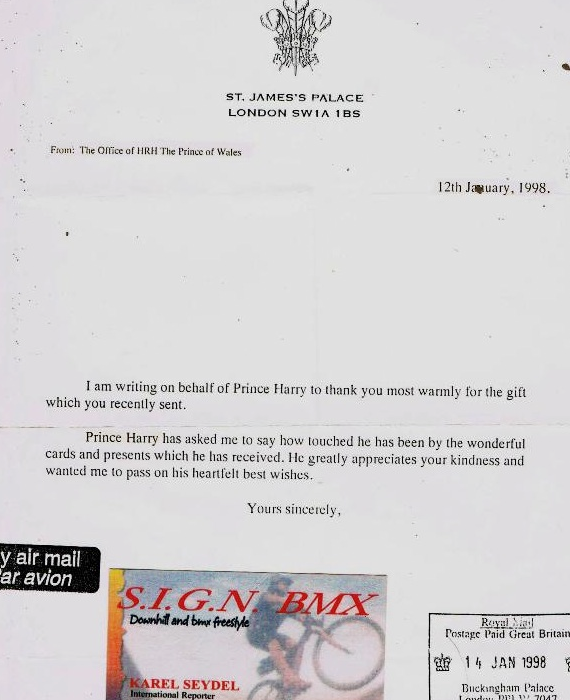 ST. JAMES'S PALACE
LONDON SW1A 1BS
From: The Office of HRH The Prince of Wales
12th January, 1998.
I am writing on behalf of Prince Harry to thank you most warmly for the gift
which you recently sent.
Prince Harry has asked me to say how touched he has been by the wonderful
cards and presents which he has received. He greatly appreciates your kindness and
wanted me to pass on his heartfelt best wishes.
Yours sincerely,
y air mail
ar avion
S.I.G.N. BMX
Downhill and bmx freestyle
KAREL SEYDEL
International Reporter
Royal Mail
Postage Paid Great Britain
14 JAN 1998
Buckingham Palace
London